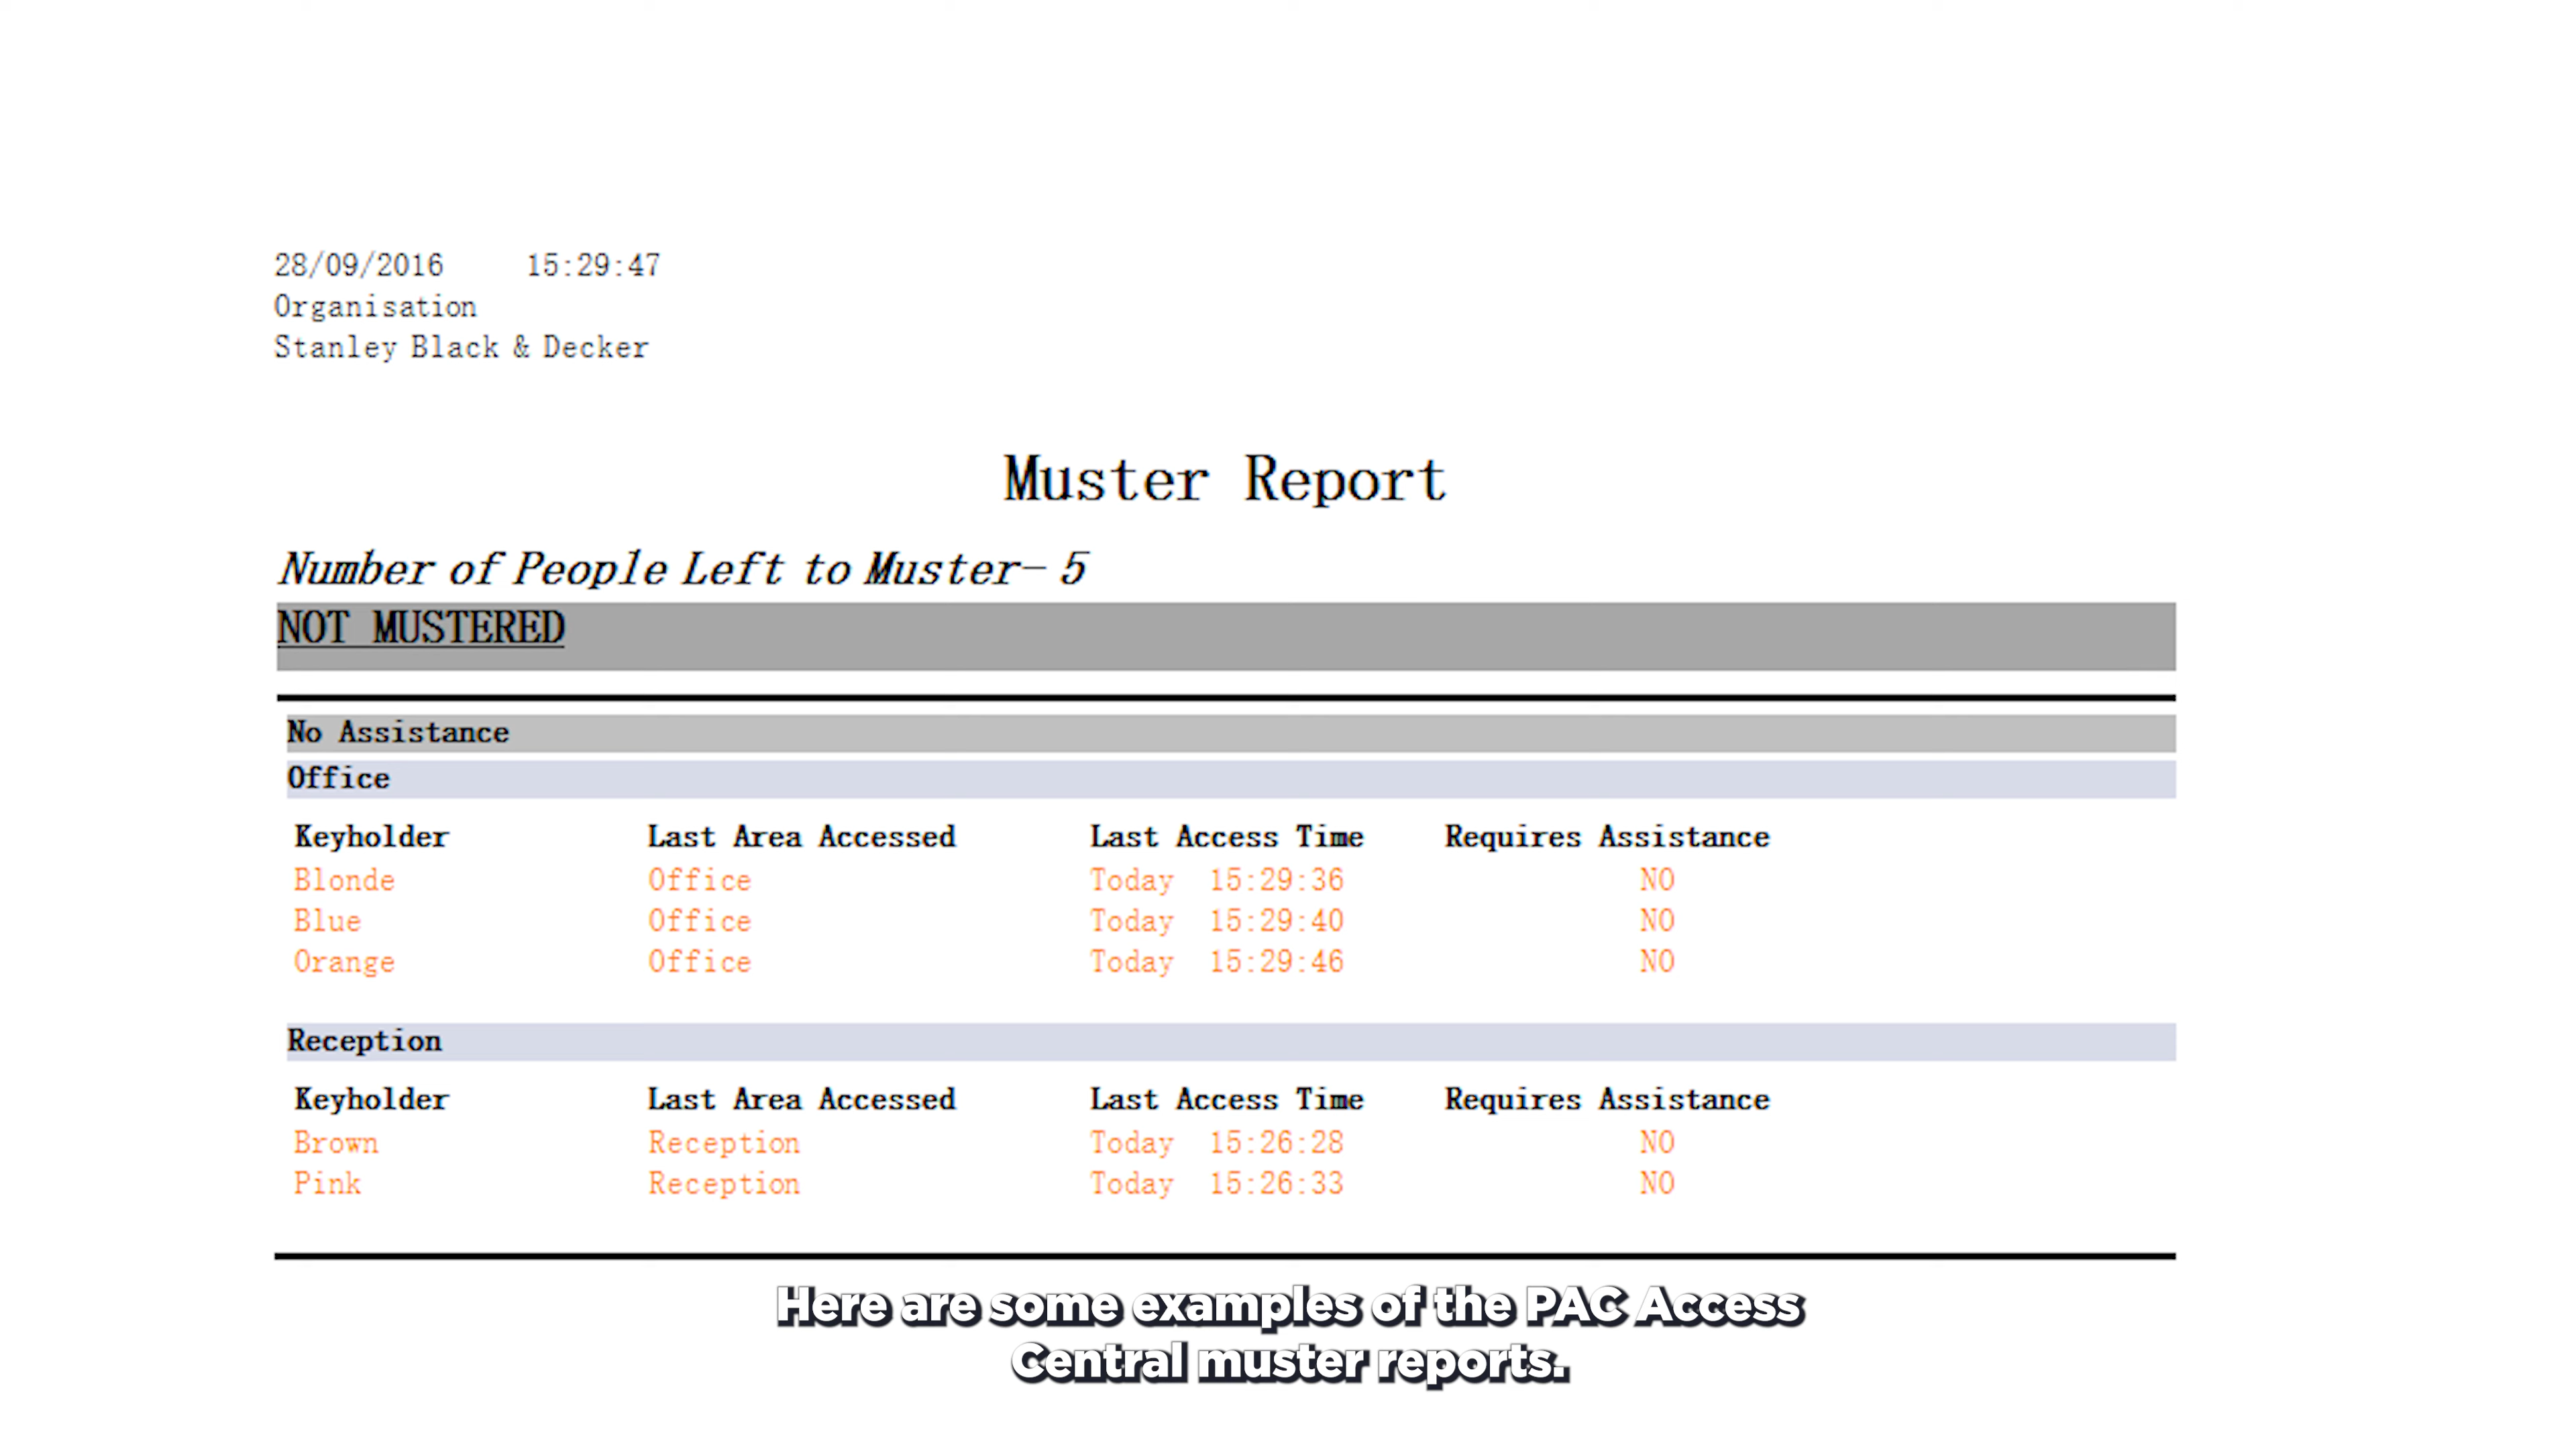 28/09/2016 15:29:47
Organisation
Stanley Black & Decker
Muster Report
Number of People Left to Muster- 5
NOT MUSTERED
No Assistance
Office
Keyholder Last Area Accessed Last Access Time Requires Assistance
Blonde Office Today 15:29:36 NO
Blue Office Today 15:29:40 NO
Orange Office Today 15:29:46 NO
Reception
Keyholder Last Area Accessed Last Access Time Requires Assistance
Brown Reception Today 15:26:28 NO
Pink Reception Today 15:26:33 NO
Here are some examples of the PAC Access
Central muster reports.